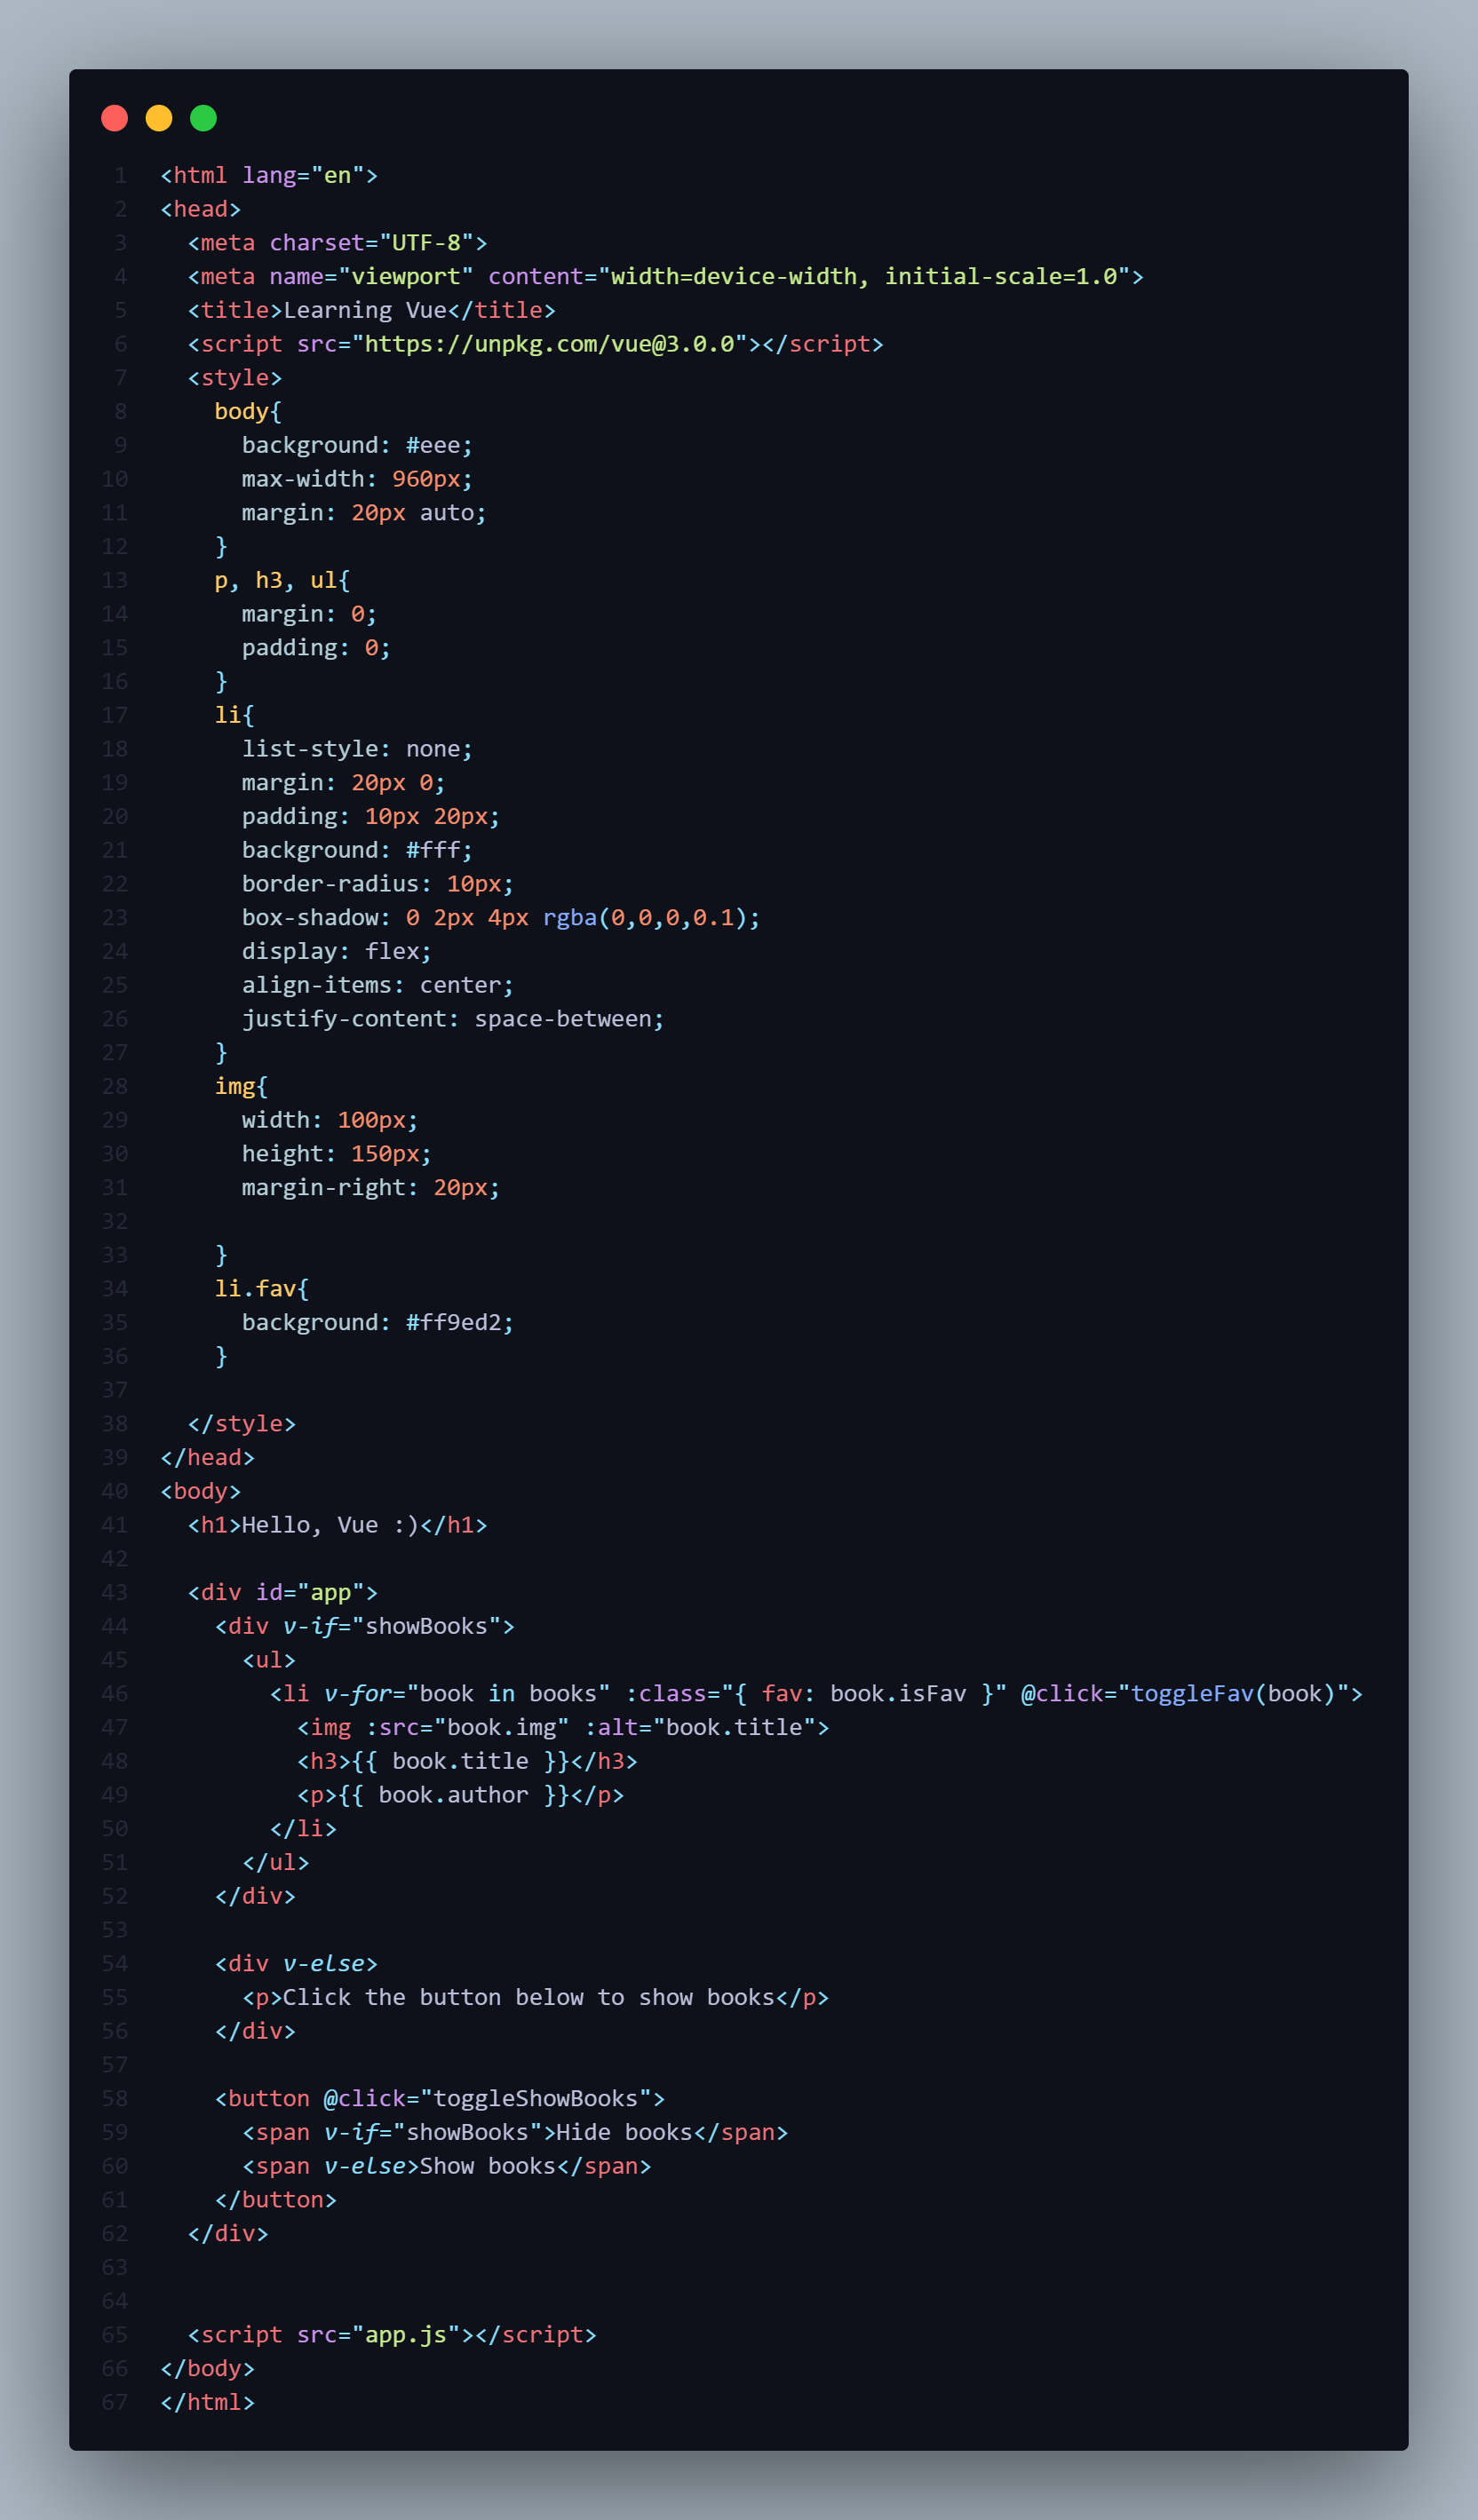 1 <html lang="en">
2 <head>
3   <meta charset="UTF-8">
4   <meta name="viewport" content="width=device-width, initial-scale=1.0">
5   <title>Learning Vue</title>
6   <script src="https://unpkg.com/vue@3.0.0"></script>
7   <style>
8     body{
9       background: #eee;
10       max-width: 960px;
11       margin: 20px auto;
12     }
13     p, h3, ul{
14       margin: 0;
15       padding: 0;
16     }
17     li{
18       list-style: none;
19       margin: 20px 0;
20       padding: 10px 20px;
21       background: #fff;
22       border-radius: 10px;
23       box-shadow: 0 2px 4px rgba(0,0,0,0.1);
24       display: flex;
25       align-items: center;
26       justify-content: space-between;
27     }
28     img{
29       width: 100px;
30       height: 150px;
31       margin-right: 20px;
32
33     }
34     li.fav{
35       background: #ff9ed2;
36     }
37
38   </style>
39 </head>
40 <body>
41   <h1>Hello, Vue :)</h1>
42
43   <div id="app">
44     <div v-if="showBooks">
45       <ul>
46         <li v-for="book in books" :class="{ fav: book.isFav }" @click="toggleFav(book)">
47           <img :src="book.img" :alt="book.title">
48           <h3>{{ book.title }}</h3>
49           <p>{{ book.author }}</p>
50         </li>
51       </ul>
52     </div>
53
54     <div v-else>
55       <p>Click the button below to show books</p>
56     </div>
57
58     <button @click="toggleShowBooks">
59       <span v-if="showBooks">Hide books</span>
60       <span v-else>Show books</span>
61     </button>
62   </div>
63
64
65   <script src="app.js"></script>
66 </body>
67 </html>